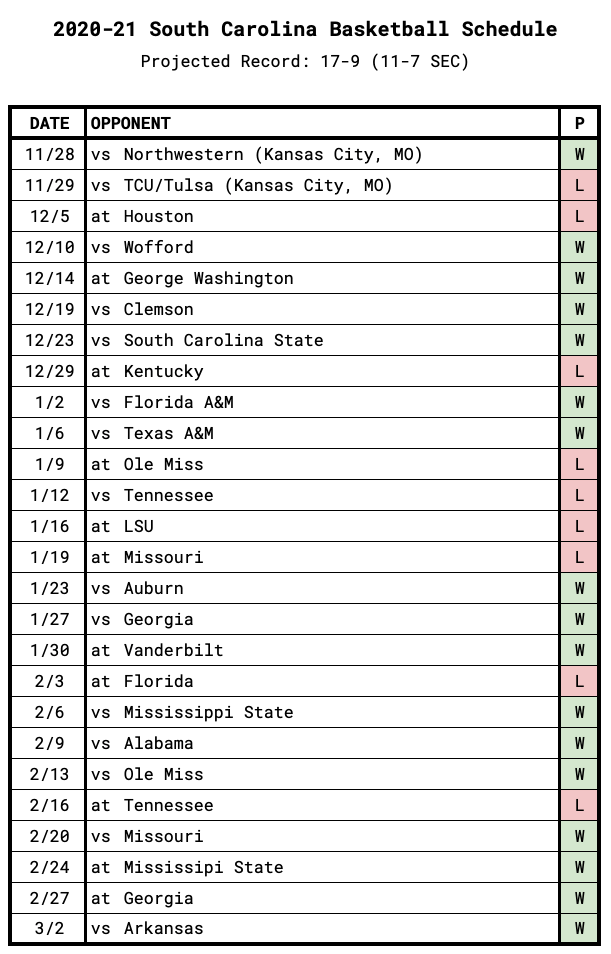 2020-21 South Carolina Basketball Schedule
Projected Record: 17-9 (11-7 SEC)
DATE OPPONENT P
11/28 vs Northwestern (Kansas City, MO) W
11/29 vs TCU/Tulsa (Kansas City, MO) L
12/5 at Houston L
12/10 vs Wofford W
12/14 at George Washington W
12/19 vs Clemson W
12/23 vs South Carolina State W
12/29 at Kentucky L
1/2 vs Florida A&M W
1/6 vs Texas A&M W
1/9 at Ole Miss L
1/12 vs Tennessee L
1/16 at LSU L
1/19 at Missouri L
1/23 vs Auburn W
1/27 vs Georgia W
1/30 at Vanderbilt W
2/3 at Florida L
2/6 vs Mississippi State W
2/9 vs Alabama W
2/13 vs Ole Miss W
2/16 at Tennessee L
2/20 vs Missouri W
2/24 at Mississipi State W
2/27 at Georgia W
3/2 vs Arkansas W